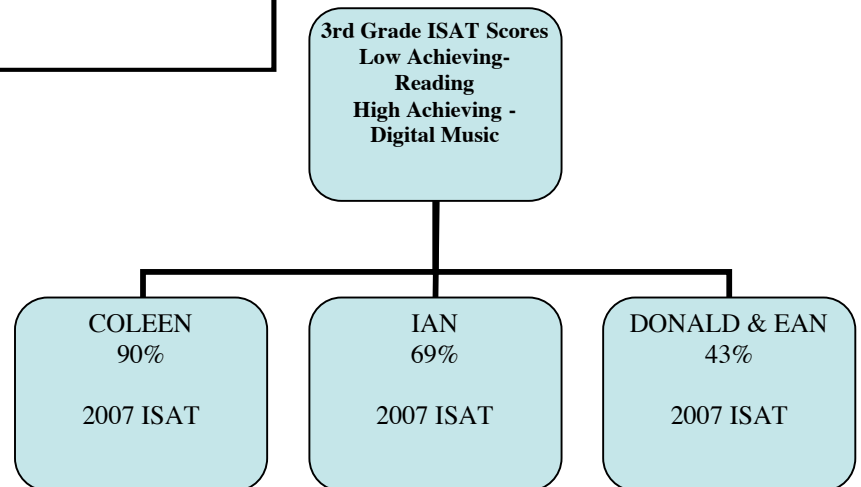 3rd Grade ISAT Scores
Low Achieving-
Reading
High Achieving -
Digital Music
COLEEN
90%
2007 ISAT
IAN
69%
2007 ISAT
DONALD & EAN
43%
2007 ISAT